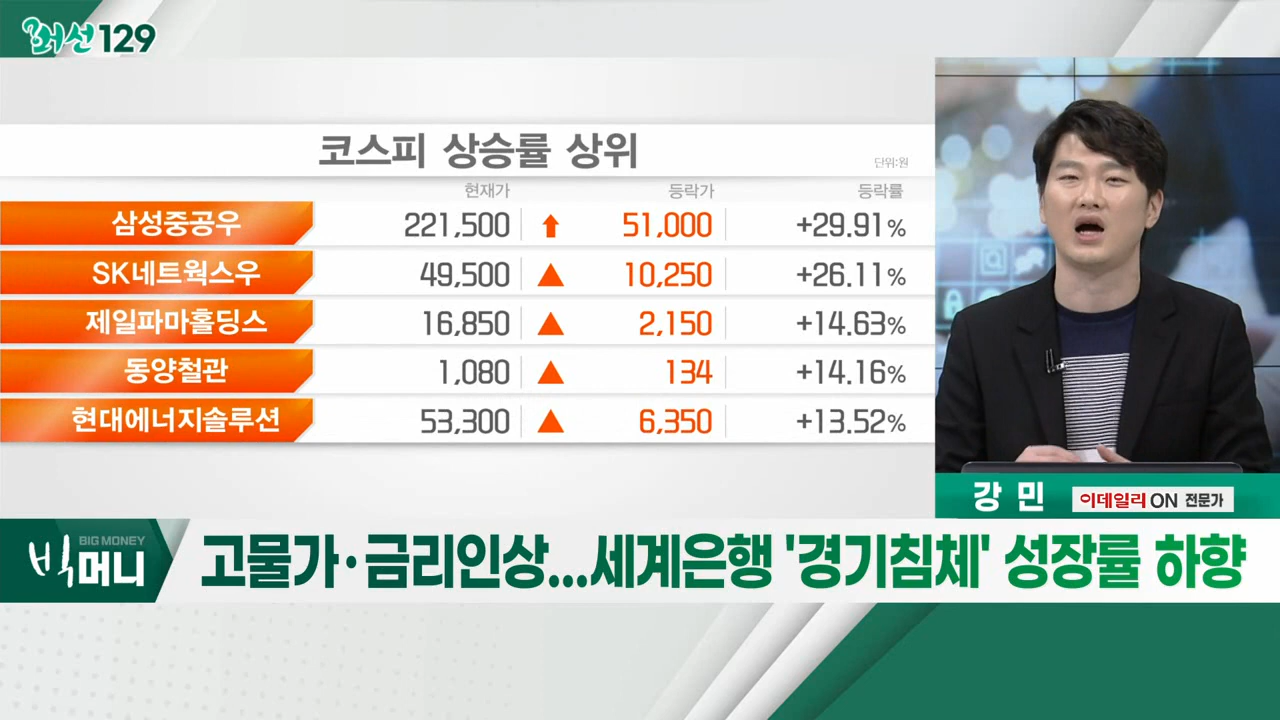 머선129
코스피 상승률 상위
단위:원
현재가 등락가 등락률
삼성중공우 221,500 51,000 +29.91%
SK네트웍스우 49,500 10,250 +26.11%
제일파마홀딩스 16,850 2,150 +14.63%
동양철관 1,080 134 +14.16%
현대에너지솔루션 53,300 6,350 +13.52%
강 민 이데일리 ON 전문가
BIG MONEY
빅머니
고물가·금리인상...세계은행 '경기침체' 성장률 하향